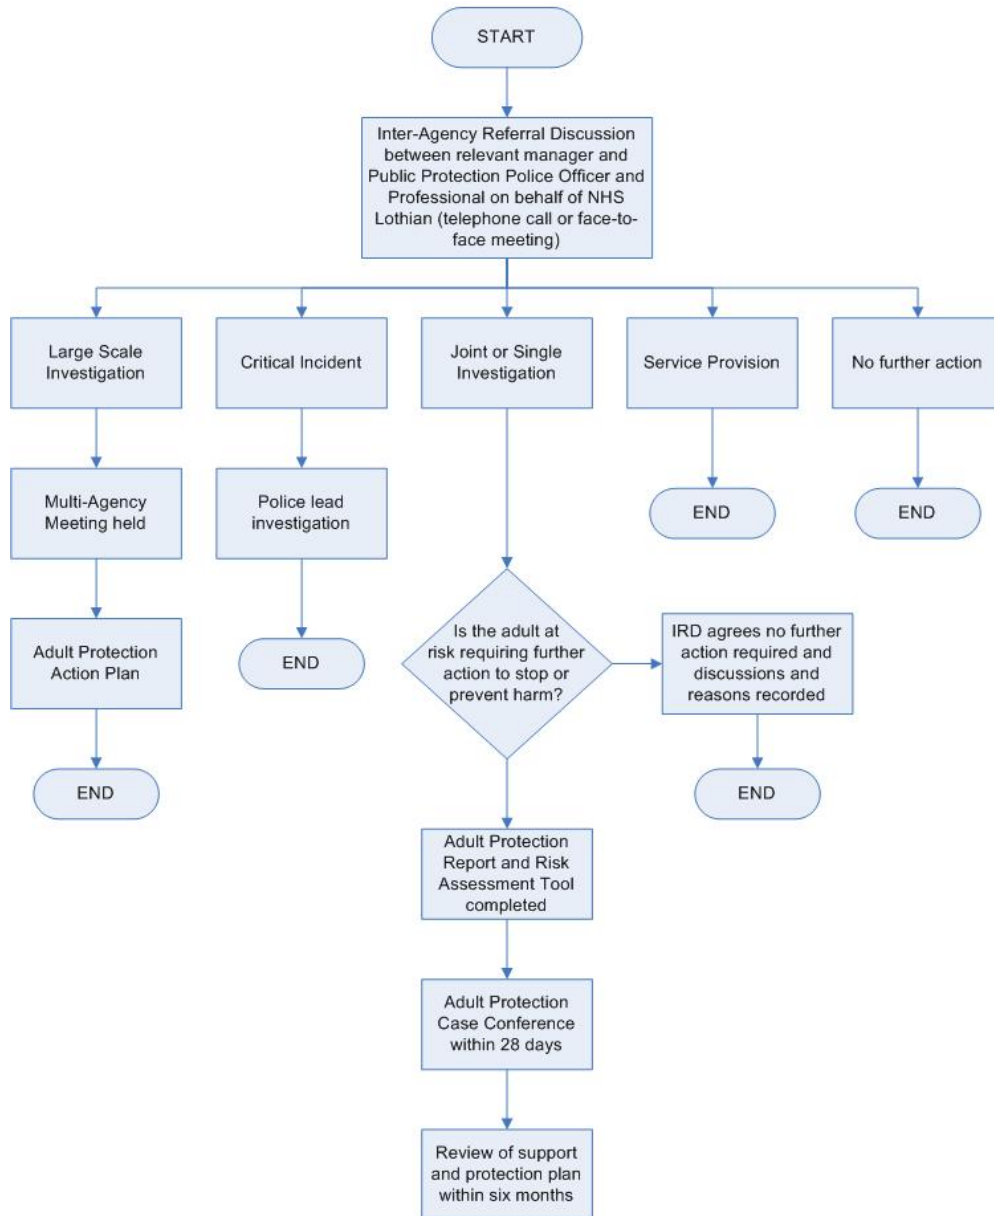 START
Inter-Agency Referral Discussion
between relevant manager and
Public Protection Police Officer and
Professional on behalf of NHS
Lothian (telephone call or face-to-
face meeting)
Large Scale
Investigation
Critical Incident
Joint or Single
Investigation
Service Provision
No further action
Multi-Agency
Meeting held
Police lead
investigation
END
END
Adult Protection
Action Plan
END
Is the adult at
risk requiring further
action to stop or
prevent harm?
IRD agrees no further
action required and
discussions and
reasons recorded
END
END
Adult Protection
Report and Risk
Assessment Tool
completed
Adult Protection
Case Conference
within 28 days
Review of support
and protection plan
within six months